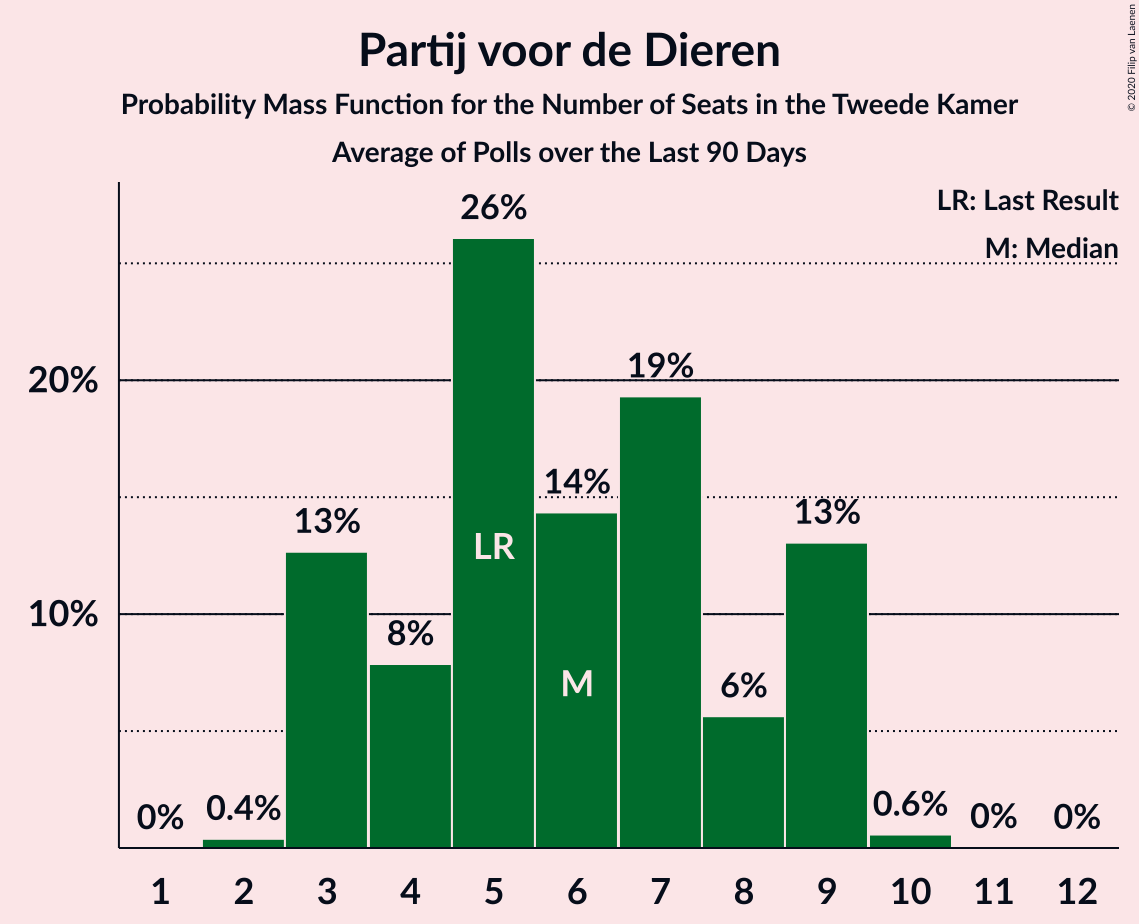 Partij voor de Dieren
Probability Mass Function for the Number of Seats in the Tweede Kamer
Average of Polls over the Last 90 Days
© 2020 Filip van Laenen
LR: Last Result
M: Median
26%
20%
19%
14%
13%
13%
LR
10%
8%
M
6%
0%
0.4%
0.6%
0%
0%
1 2 3 4 5 6 7 8 9 10 11 12